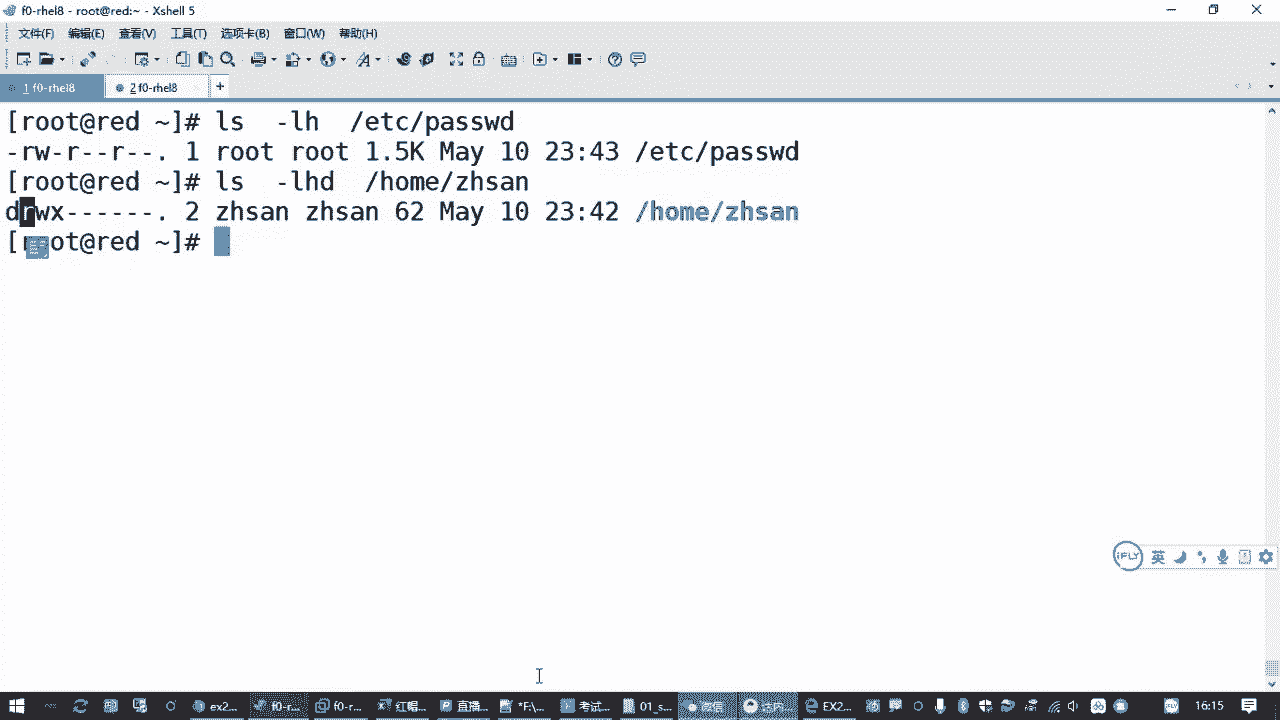 f0-rhel8 - root@red:~ - Xshell 5
文件(F) 编辑(E) 查看(V) 工具(T) 选项卡(B) 窗口(W) 帮助(H)
1 f0-rhel8 2 f0-rhel8 +
[root@red ~]# ls -lh /etc/passwd
-rw-r--r--. 1 root root 1.5K May 10 23:43 /etc/passwd
[root@red ~]# ls -lhd /home/zhsan
drwx------. 2 zhsan zhsan 62 May 10 23:42 /home/zhsan
[root@red ~]#
iFLY 英
ex2... f0-r... f0-r... 红帽... 直播... *F:\... 考试... 01_s... 微信 EX2... 16:15